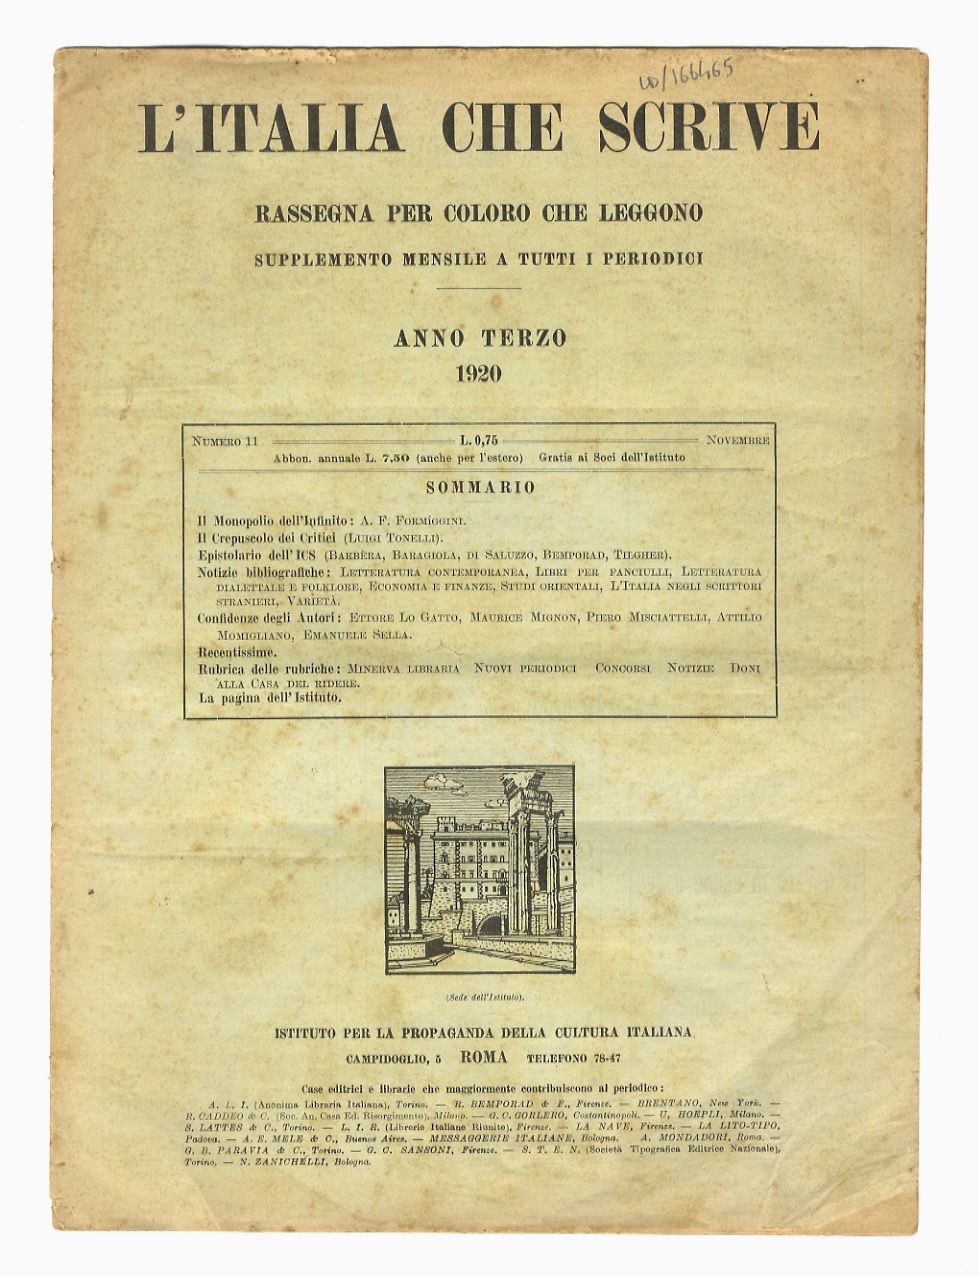 W/166465
L'ITALIA CHE SCRIVE
RASSEGNA PER COLORO CHE LEGGONO
SUPPLEMENTO MENSILE A TUTTI I PERIODICI
ANNO TERZO
1920
NUMERO 11 L. 0,75 NOVEMBRE
Abbon. annuale L. 7,50 (anche per l'estero) Gratis ai Soci dell'Istituto
SOMMARIO
Il Monopolio dell'Infinito: A. F. FORMÍGGINI.
Il Crepuscolo dei Critici (LUIGI TONELLI).
Epistolario dell'ICS (BARBÈRA, BARAGIOLA, DI SALUZZO, BEMPORAD, TILGHER).
Notizie bibliografiche: LETTERATURA CONTEMPORANEA, LIBRI PER FANCIULLI, LETTERATURA
DIALETTALE E FOLKLORE, ECONOMIA E FINANZE, STUDI ORIENTALI, L'ITALIA NEGLI SCRITTORI
STRANIERI, VARIETÀ.
Confidenze degli Autori: ETTORE LO GATTO, MAURICE MIGNON, PIERO MISCIATTELLI, ATTILIO
MOMIGLIANO, EMANUELE SELLA.
Recentissime.
Rubrica delle rubriche: MINERVA LIBRARIA NUOVI PERIODICI CONCORSI NOTIZIE DONI
ALLA CASA DEL RIDERE.
La pagina dell'Istituto.
(Sede dell'Istituto).
ISTITUTO PER LA PROPAGANDA DELLA CULTURA ITALIANA
CAMPIDOGLIO, 5 ROMA TELEFONO 78-47
Case editrici e librarie che maggiormente contribuiscono al periodico:
A. L. I. (Anonima Libraria Italiana), Torino. — R. BEMPORAD & F., Firenze. — BRENTANO, New York. —
R. CADDEO & C. (Soc. An. Casa Ed. Risorgimento), Milano. — G. C. GORLERO, Costantinopoli. — U, HOEPLI, Milano. —
S. LATTES & C., Torino. — L. I. R. (Librerie Italiane Riunite), Firenze. — LA NAVE, Firenze. — LA LITO-TIPO,
Padova. — A. E. MELE & C., Buenos Aires. — MESSAGGERIE ITALIANE, Bologna. A. MONDADORI, Roma. —
G. B. PARAVIA & C., Torino. — G. C. SANSONI, Firenze. — S. T. E. N. (Società Tipografica Editrice Nazionale),
Torino. — N. ZANICHELLI, Bologna.